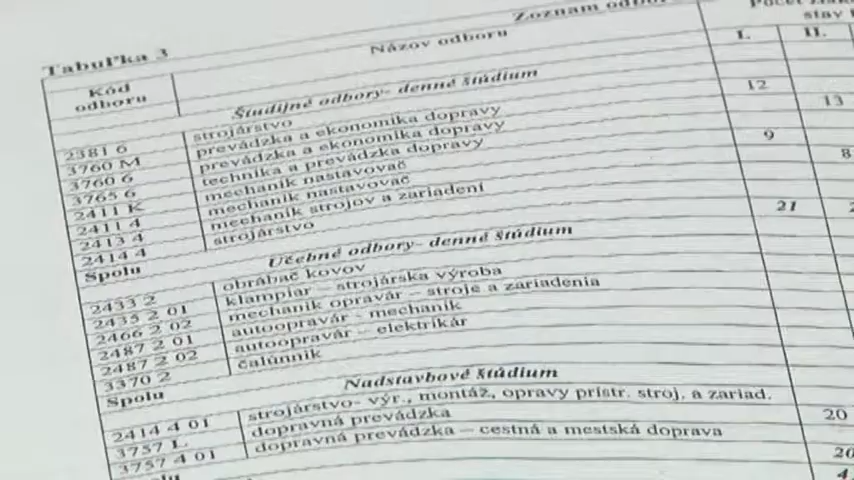 Tabuľka 3
Zoznam
Kód odboru Názov odboru stav
I. II.
Študijné odbory- denné štúdium
2381 6 strojárstvo 12
3760 M prevádzka a ekonomika dopravy 13
3760 6 prevádzka a ekonomika dopravy
3765 6 technika a prevádzka dopravy 9
2411 K mechanik nastavovač 8
2411 4 mechanik nastavovač
2413 4 mechanik strojov a zariadení
2414 4 strojárstvo
Spolu 21
Učebné odbory- denné štúdium
2433 2 obrábač kovov
2435 2 01 klampiar – strojárska výroba
2466 2 02 mechanik opravár – stroje a zariadenia
2487 2 01 autoopravár - mechanik
2487 2 02 autoopravár – elektrikár
3370 2 čalúnnik
Spolu
Nadstavbové štúdium
2414 4 01 strojárstvo- výr., montáž, opravy prístr. stroj. a zariad.
3757 L dopravná prevádzka 20
3757 4 01 dopravná prevádzka – cestná a mestská doprava
20